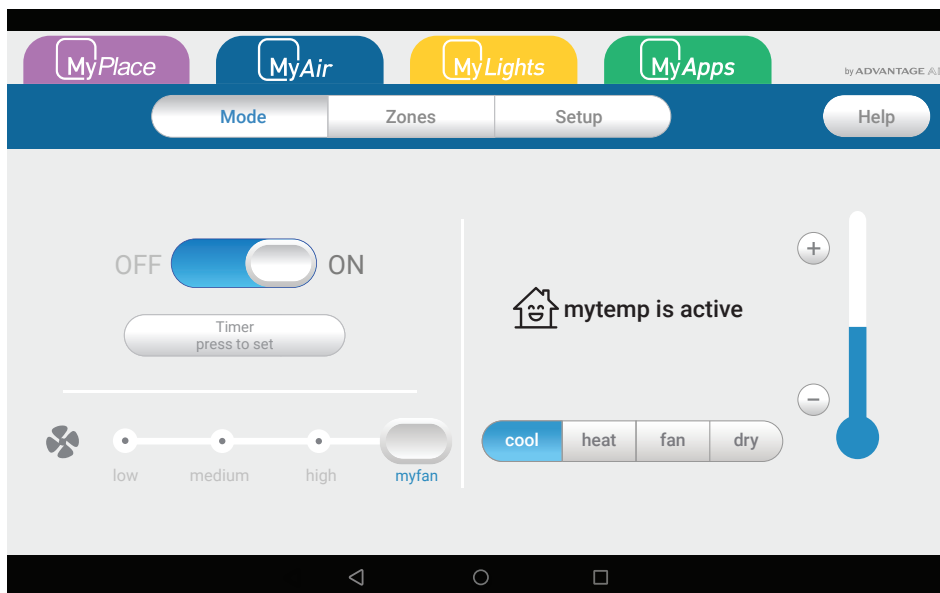 MyPlace
MyAir
MyLights
MyApps
by ADVANTAGE
Mode
Zones
Setup
Help
OFF
ON
Timer
press to set
mytemp is active
+
−
low
medium
high
myfan
cool
heat
fan
dry